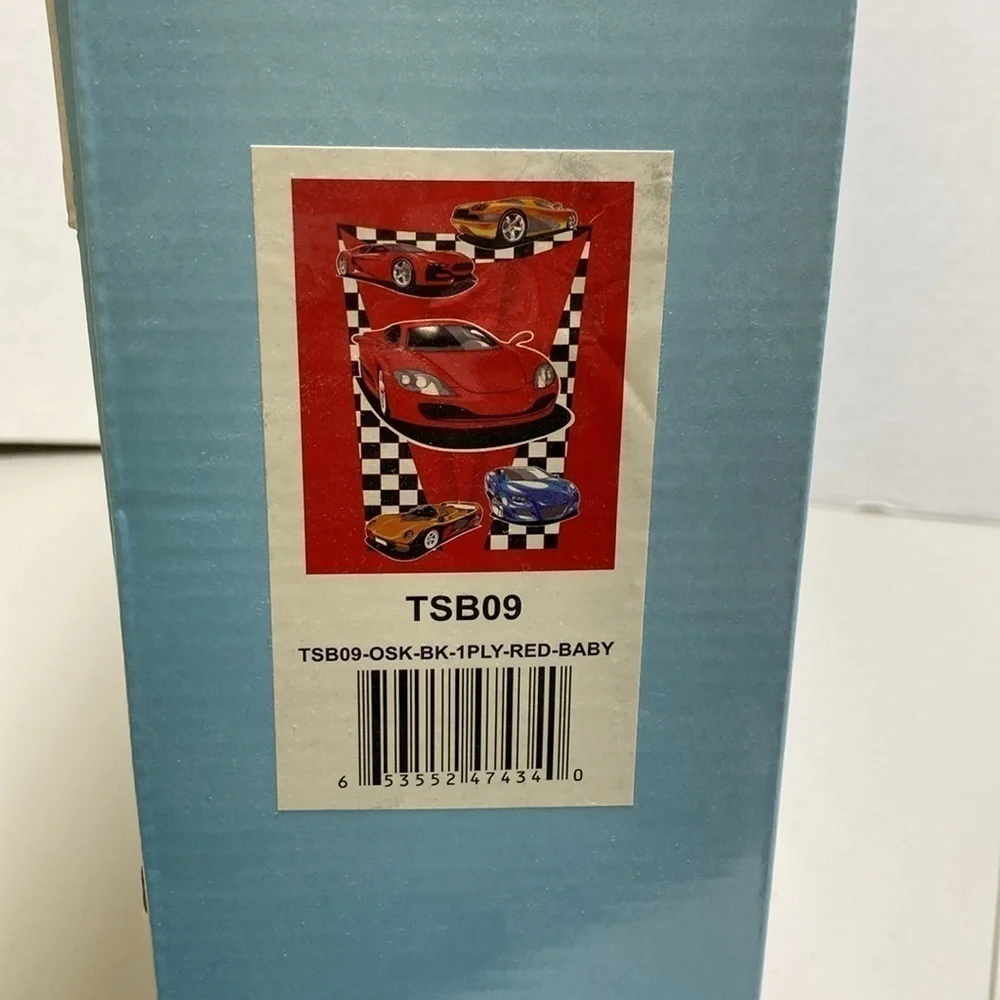 TSB09
TSB09-OSK-BK-1PLY-RED-BABY
6 53552 47434 0